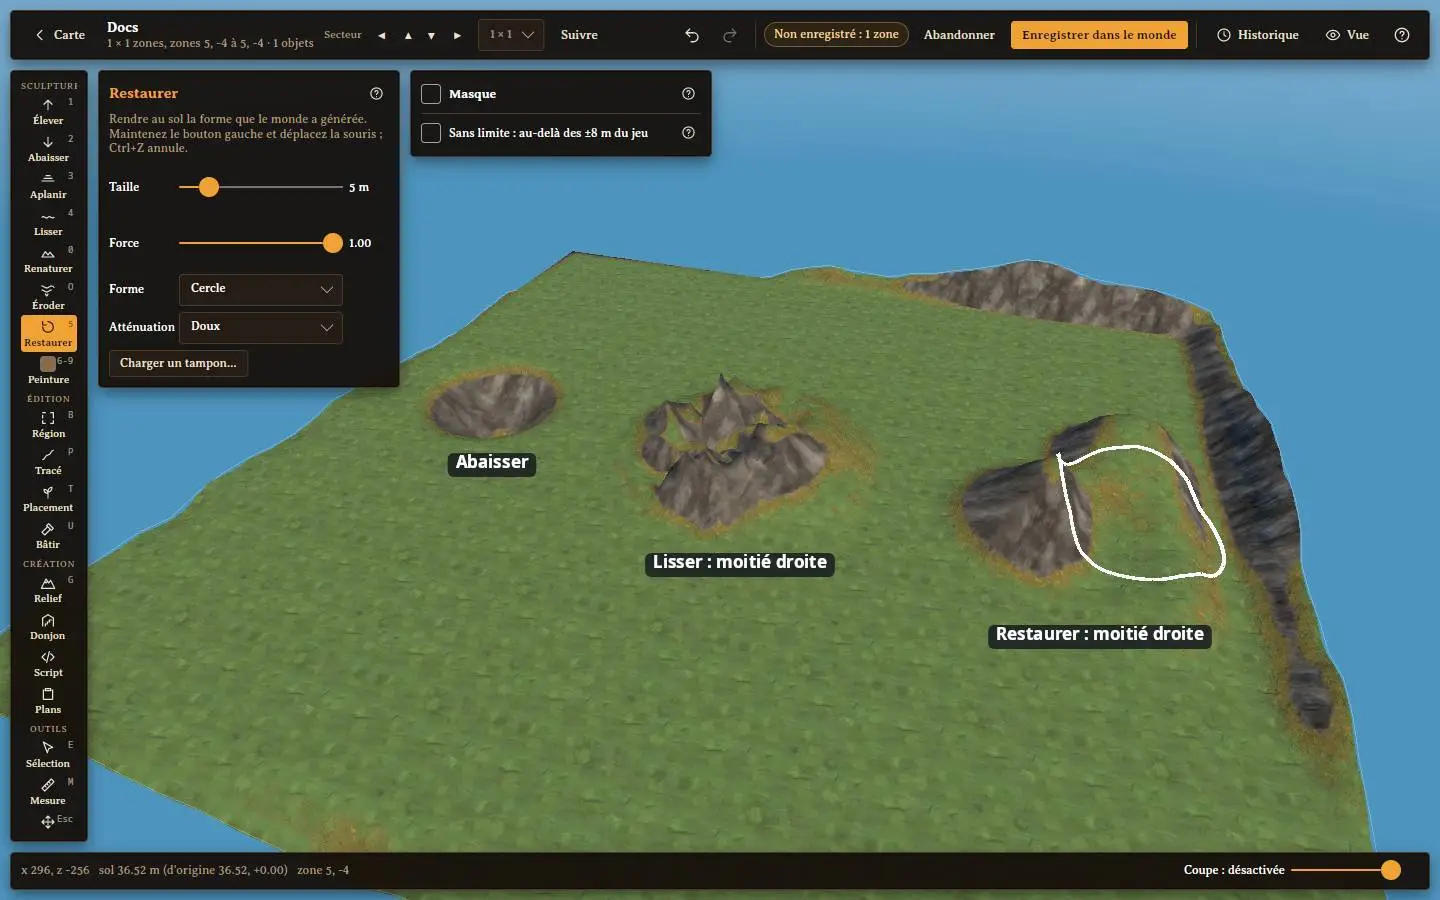 Carte
Docs
1 × 1 zones, zones 5, -4 à 5, -4 · 1 objets
Secteur
1 × 1
Suivre
Non enregistré : 1 zone
Abandonner
Enregistrer dans le monde
Historique
Vue
SCULPTURE
1
Élever
2
Abaisser
3
Aplanir
4
Lisser
0
Renaturer
O
Éroder
5
Restaurer
6-9
Peinture
ÉDITION
B
Région
P
Tracé
T
Placement
U
Bâtir
CRÉATION
G
Relief
Donjon
Script
Plans
OUTILS
E
Sélection
M
Mesure
Esc
Restaurer
Rendre au sol la forme que le monde a générée.
Maintenez le bouton gauche et déplacez la souris ;
Ctrl+Z annule.
Taille
5 m
Force
1.00
Forme
Cercle
Atténuation
Doux
Charger un tampon...
Masque
Sans limite : au-delà des ±8 m du jeu
Abaisser
Lisser : moitié droite
Restaurer : moitié droite
x 296, z -256 sol 36.52 m (d'origine 36.52, +0.00) zone 5, -4
Coupe : désactivée